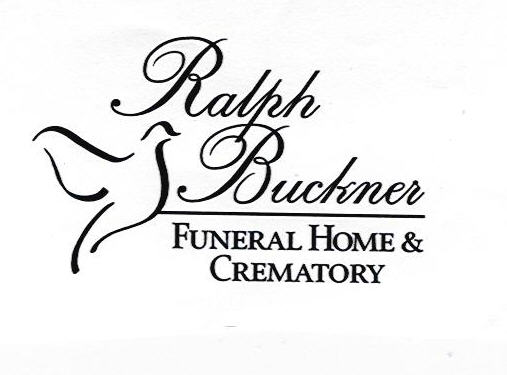 Ralph
Buckner
FUNERAL HOME &
CREMATORY